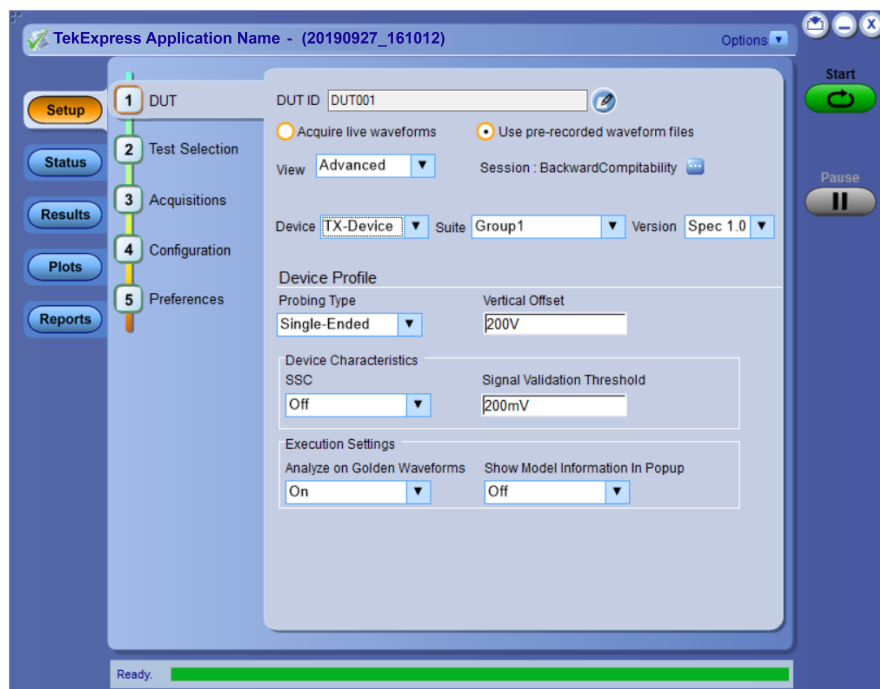 TekExpress Application Name - (20190927_161012)
Options
Start
Pause
Setup
Status
Results
Plots
Reports
1 DUT
2 Test Selection
3 Acquisitions
4 Configuration
5 Preferences
DUT ID DUT001
Acquire live waveforms Use pre-recorded waveform files
View Advanced Session : BackwardCompitability ...
Device TX-Device Suite Group1 Version Spec 1.0
Device Profile
Probing Type Vertical Offset
Single-Ended 200V
Device Characteristics
SSC Signal Validation Threshold
Off 200mV
Execution Settings
Analyze on Golden Waveforms Show Model Information In Popup
On Off
Ready.